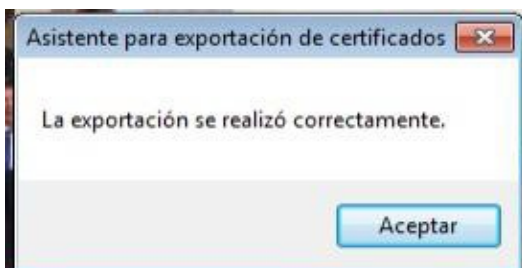 Asistente para exportación de certificados
La exportación se realizó correctamente.
Aceptar